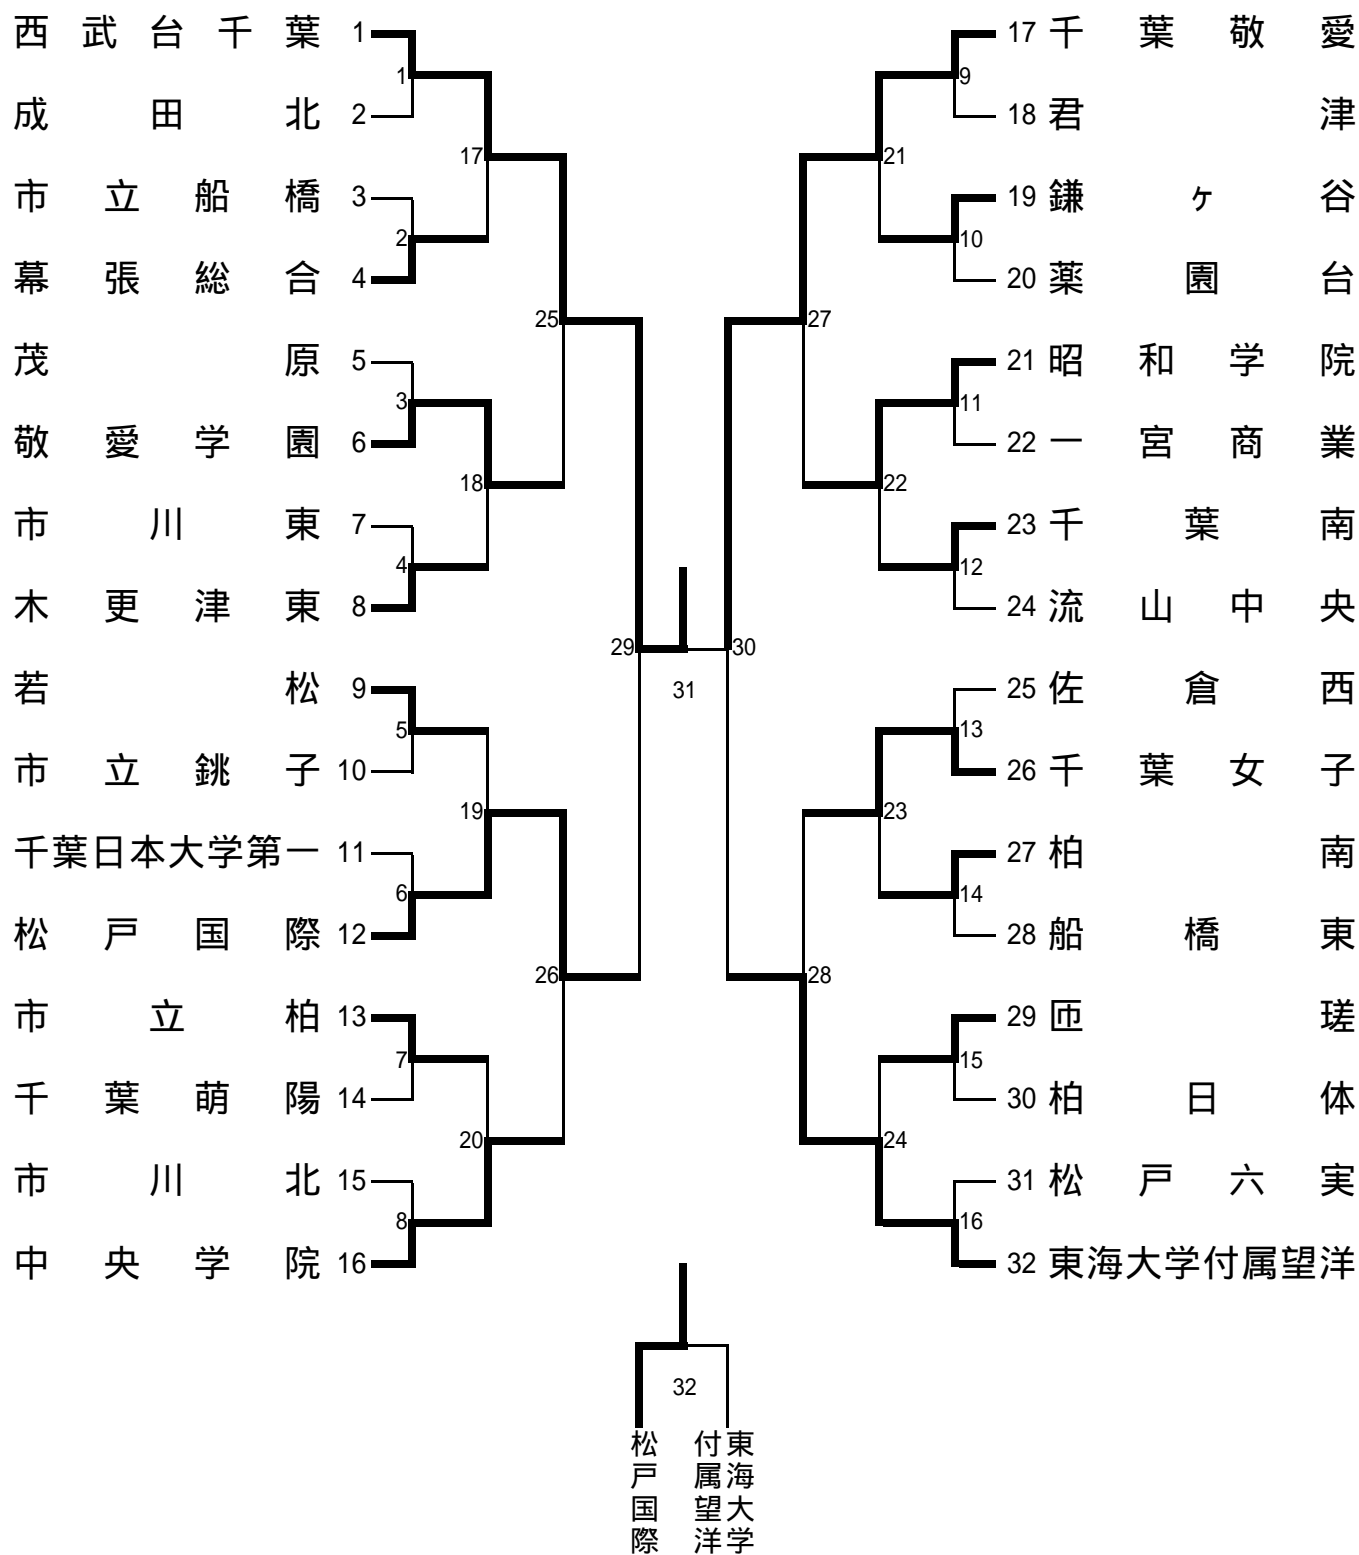 西武台千葉 1
成田北 2
市立船橋 3
幕張総合 4
茂原 5
敬愛学園 6
市川東 7
木更津東 8
若松 9
市立銚子 10
千葉日本大学第一 11
松戸国際 12
市立柏 13
千葉萌陽 14
市川北 15
中央学院 16
1
2
3
4
5
6
7
8
17
18
19
20
25
26
29
31
30
27
28
21
22
23
24
9
10
11
12
13
14
15
16
17 千葉敬愛
18 君津
19 鎌ヶ谷
20 薬園台
21 昭和学院
22 一宮商業
23 千葉南
24 流山中央
25 佐倉西
26 千葉女子
27 柏南
28 船橋東
29 匝瑳
30 柏日体
31 松戸六実
32 東海大学付属望洋
32
松戸国際
東海大学
付属望洋